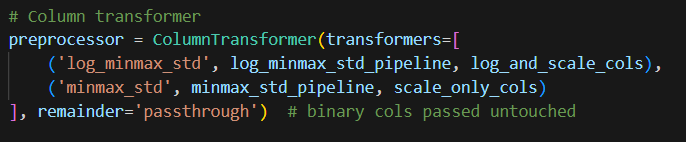 # Column transformer
preprocessor = ColumnTransformer(transformers=[
    ('log_minmax_std', log_minmax_std_pipeline, log_and_scale_cols),
    ('minmax_std', minmax_std_pipeline, scale_only_cols)
], remainder='passthrough')  # binary cols passed untouched